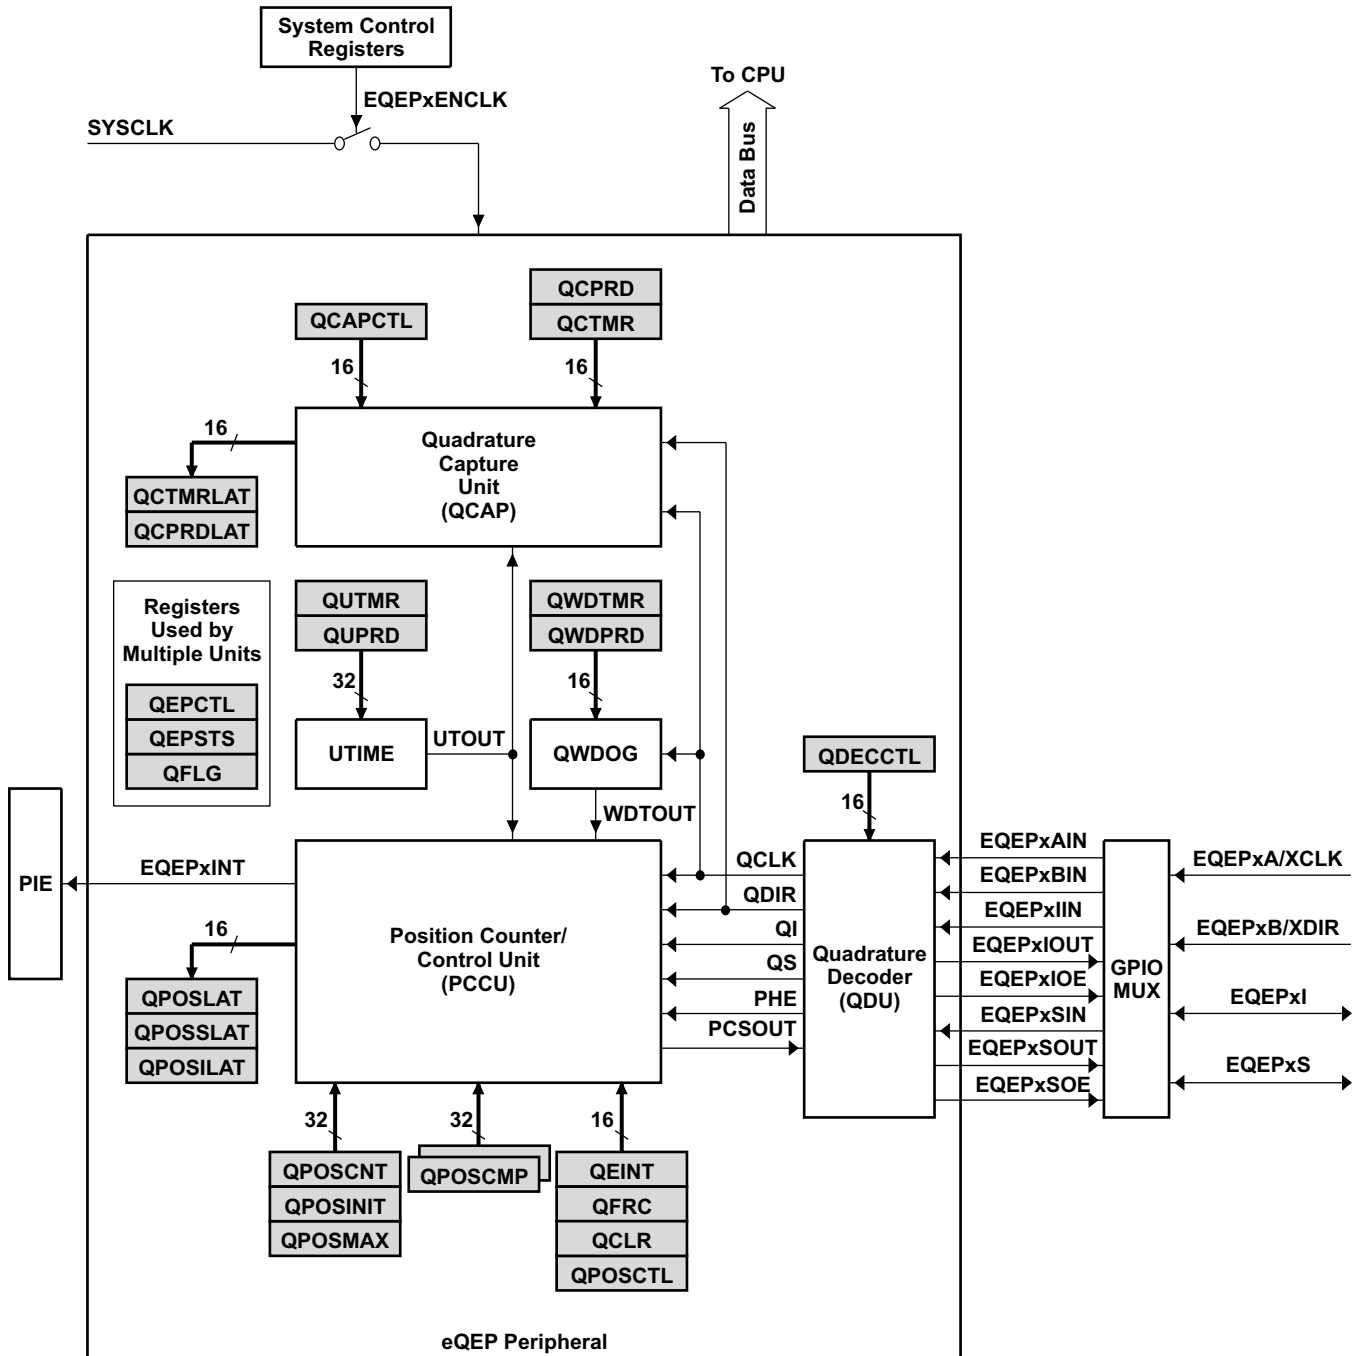 System Control
Registers
To CPU
EQEPxENCLK
SYSCLK
Data Bus
QCPRD
QCAPCTL
QCTMR
16
16
16
Quadrature
Capture
Unit
(QCAP)
QCTMRLAT
QCPRDLAT
Registers
Used by
Multiple Units
QEPCTL
QEPSTS
QFLG
QUTMR
QUPRD
QWDTMR
QWDPRD
32
16
UTIME
UTOUT
QWDOG
QDECCTL
WDTOUT
16
PIE
EQEPxINT
16
Position Counter/
Control Unit
(PCCU)
QCLK
QDIR
QI
QS
PHE
PCSOUT
Quadrature
Decoder
(QDU)
EQEPxAIN
EQEPxBIN
EQEPxIIN
EQEPxIOUT
EQEPxIOE
EQEPxSIN
EQEPxSOUT
EQEPxSOE
GPIO
MUX
EQEPxA/XCLK
EQEPxB/XDIR
EQEPxI
EQEPxS
QPOSLAT
QPOSSLAT
QPOSILAT
32
32
16
QPOSCNT
QPOSINIT
QPOSMAX
QPOSCMP
QEINT
QFRC
QCLR
QPOSCTL
eQEP Peripheral